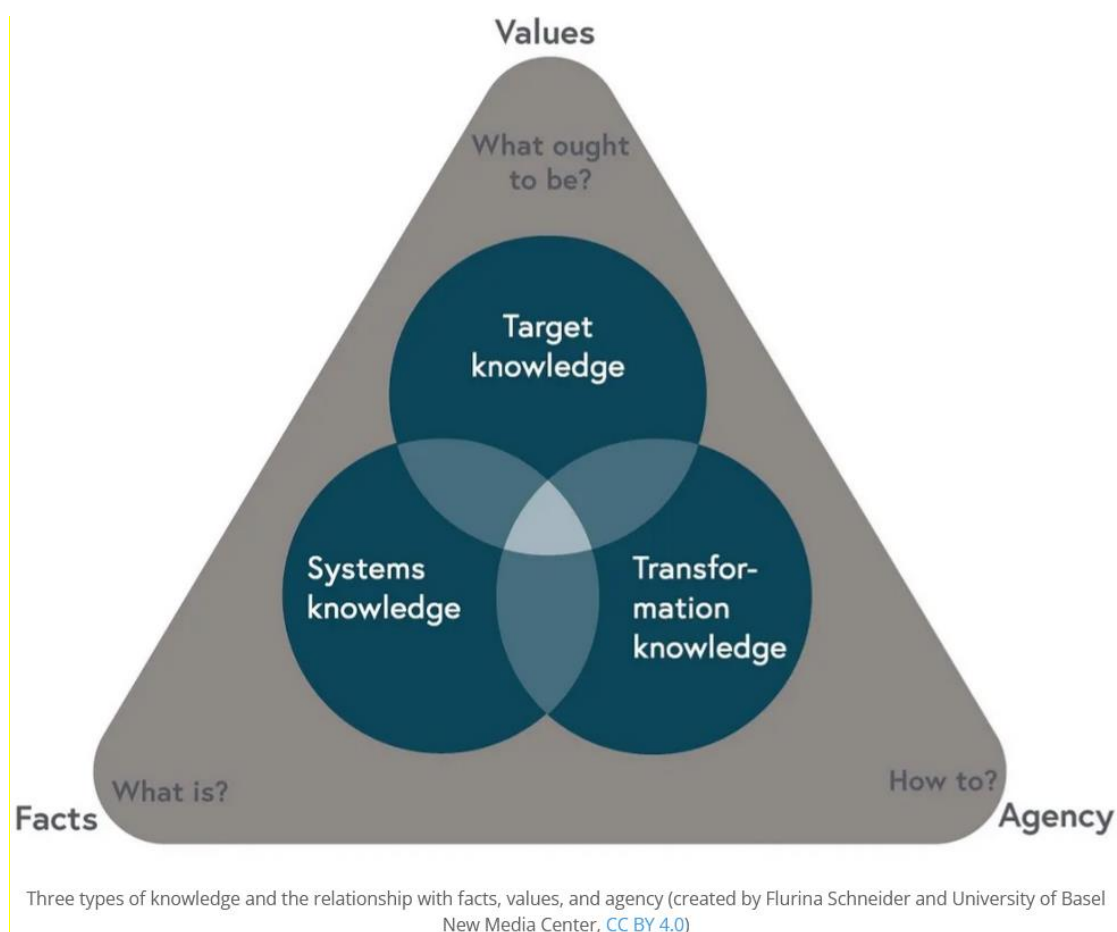 Values
What ought
to be?
Target
knowledge
Systems
knowledge
Transfor-
mation
knowledge
What is?
How to?
Facts
Agency
Three types of knowledge and the relationship with facts, values, and agency (created by Flurina Schneider and University of Basel
New Media Center, CC BY 4.0)